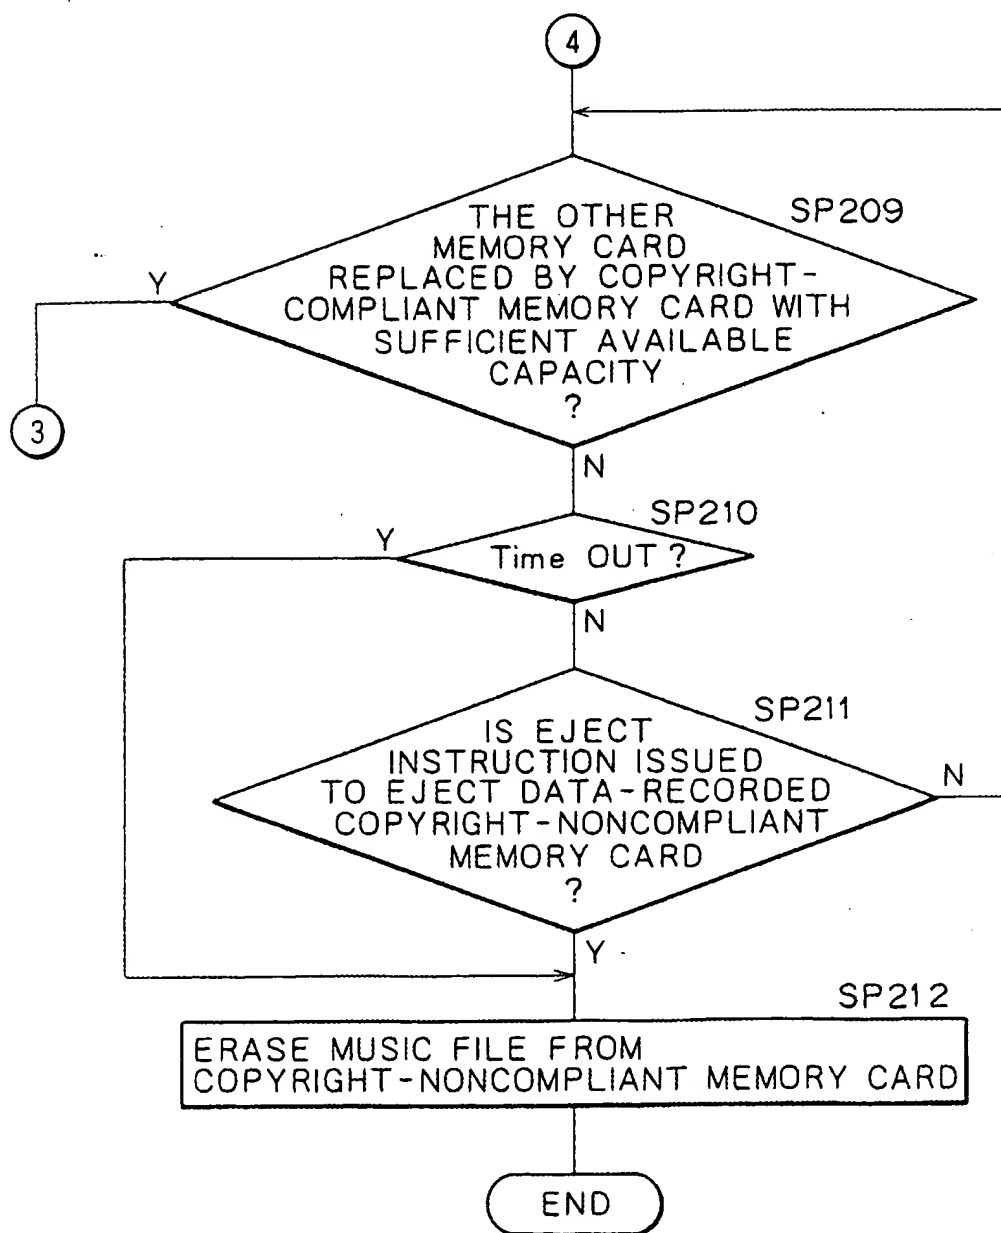 4
SP209
THE OTHER
MEMORY CARD
REPLACED BY COPYRIGHT-
COMPLIANT MEMORY CARD WITH
SUFFICIENT AVAILABLE
CAPACITY
?
Y
3
N
SP210
Y
Time OUT ?
N
SP211
IS EJECT
INSTRUCTION ISSUED
TO EJECT DATA-RECORDED
COPYRIGHT-NONCOMPLIANT
MEMORY CARD
?
N
Y
SP212
ERASE MUSIC FILE FROM
COPYRIGHT-NONCOMPLIANT MEMORY CARD
END